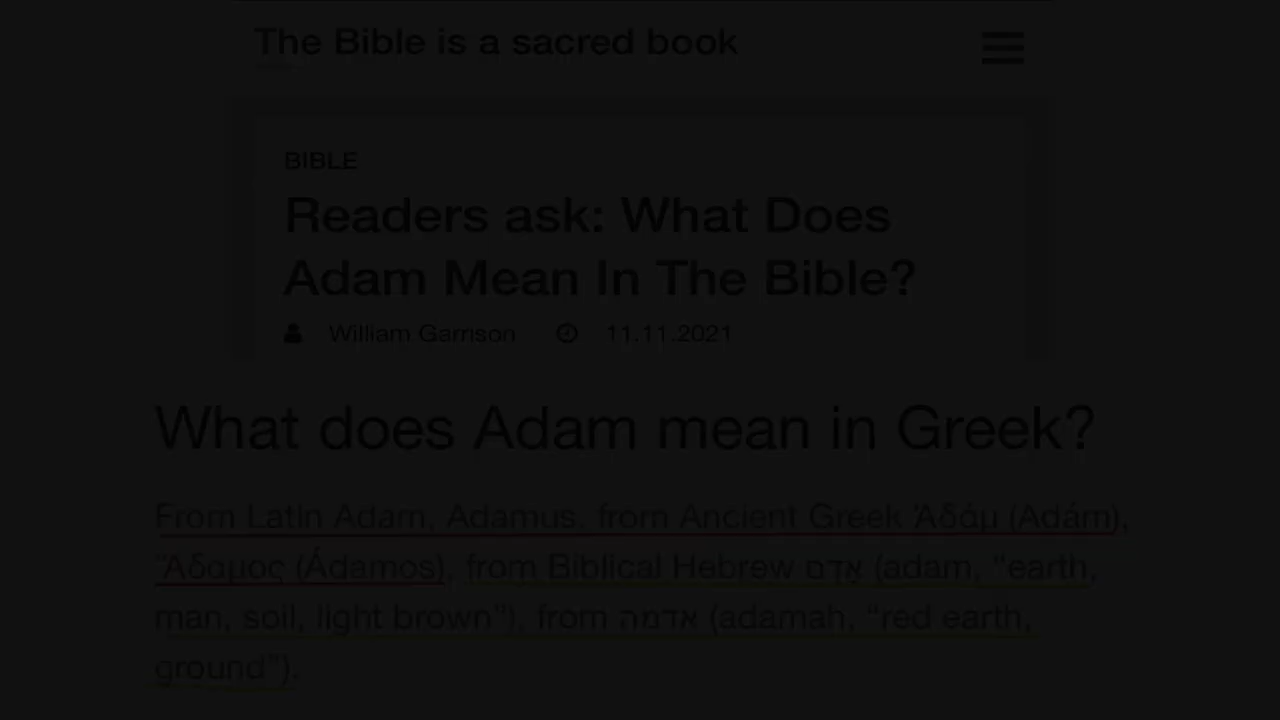 The Bible is a sacred book
BIBLE
Readers ask: What Does
Adam Mean In The Bible?
William Garrison 11.11.2021
What does Adam mean in Greek?
From Latin Adam, Adamus, from Ancient Greek Ἀδάμ (Adám),
Ἄδαμος (Ádamos), from Biblical Hebrew אָדָם (adam, “earth,
man, soil, light brown”), from אדמה (adamah, “red earth,
ground”).